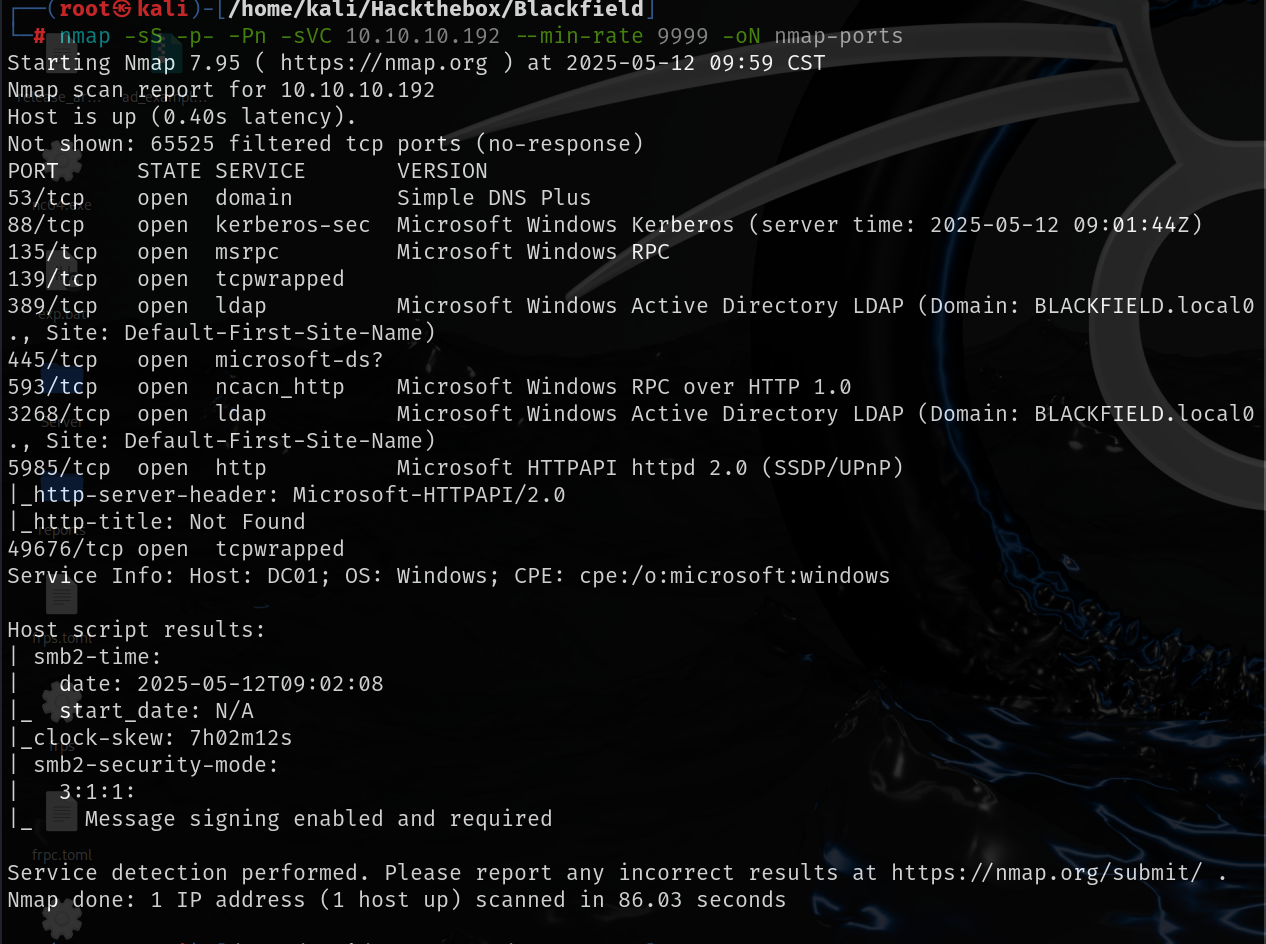 ┌──(root㉿kali)-[/home/kali/Hackthebox/Blackfield]
└─# nmap -sS -p- -Pn -sVC 10.10.10.192 --min-rate 9999 -oN nmap-ports
Starting Nmap 7.95 ( https://nmap.org ) at 2025-05-12 09:59 CST
Nmap scan report for 10.10.10.192
Host is up (0.40s latency).
Not shown: 65525 filtered tcp ports (no-response)
PORT      STATE SERVICE       VERSION
53/tcp    open  domain        Simple DNS Plus
88/tcp    open  kerberos-sec  Microsoft Windows Kerberos (server time: 2025-05-12 09:01:44Z)
135/tcp   open  msrpc         Microsoft Windows RPC
139/tcp   open  tcpwrapped
389/tcp   open  ldap          Microsoft Windows Active Directory LDAP (Domain: BLACKFIELD.local0
., Site: Default-First-Site-Name)
445/tcp   open  microsoft-ds?
593/tcp   open  ncacn_http    Microsoft Windows RPC over HTTP 1.0
3268/tcp  open  ldap          Microsoft Windows Active Directory LDAP (Domain: BLACKFIELD.local0
., Site: Default-First-Site-Name)
5985/tcp  open  http          Microsoft HTTPAPI httpd 2.0 (SSDP/UPnP)
|_http-server-header: Microsoft-HTTPAPI/2.0
|_http-title: Not Found
49676/tcp open  tcpwrapped
Service Info: Host: DC01; OS: Windows; CPE: cpe:/o:microsoft:windows

Host script results:
| smb2-time:
|   date: 2025-05-12T09:02:08
|_  start_date: N/A
|_clock-skew: 7h02m12s
| smb2-security-mode:
|   3:1:1:
|_    Message signing enabled and required

Service detection performed. Please report any incorrect results at https://nmap.org/submit/ .
Nmap done: 1 IP address (1 host up) scanned in 86.03 seconds
exp.bat
Server
reports
frps.toml
frps
frpc.toml